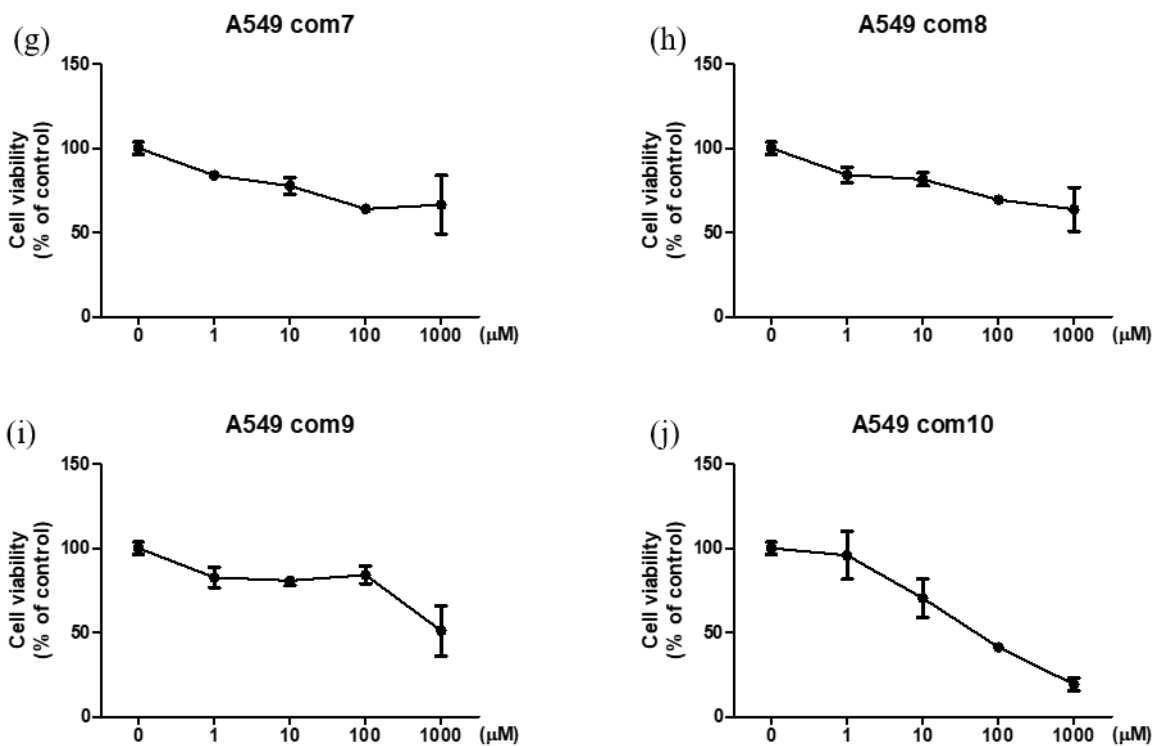 (g)
A549 com7
150
100
50
0
Cell viability
(% of control)
0 1 10 100 1000 (μM)
(h)
A549 com8
150
100
50
0
Cell viability
(% of control)
0 1 10 100 1000 (μM)
(i)
A549 com9
150
100
50
0
Cell viability
(% of control)
0 1 10 100 1000 (μM)
(j)
A549 com10
150
100
50
0
Cell viability
(% of control)
0 1 10 100 1000 (μM)